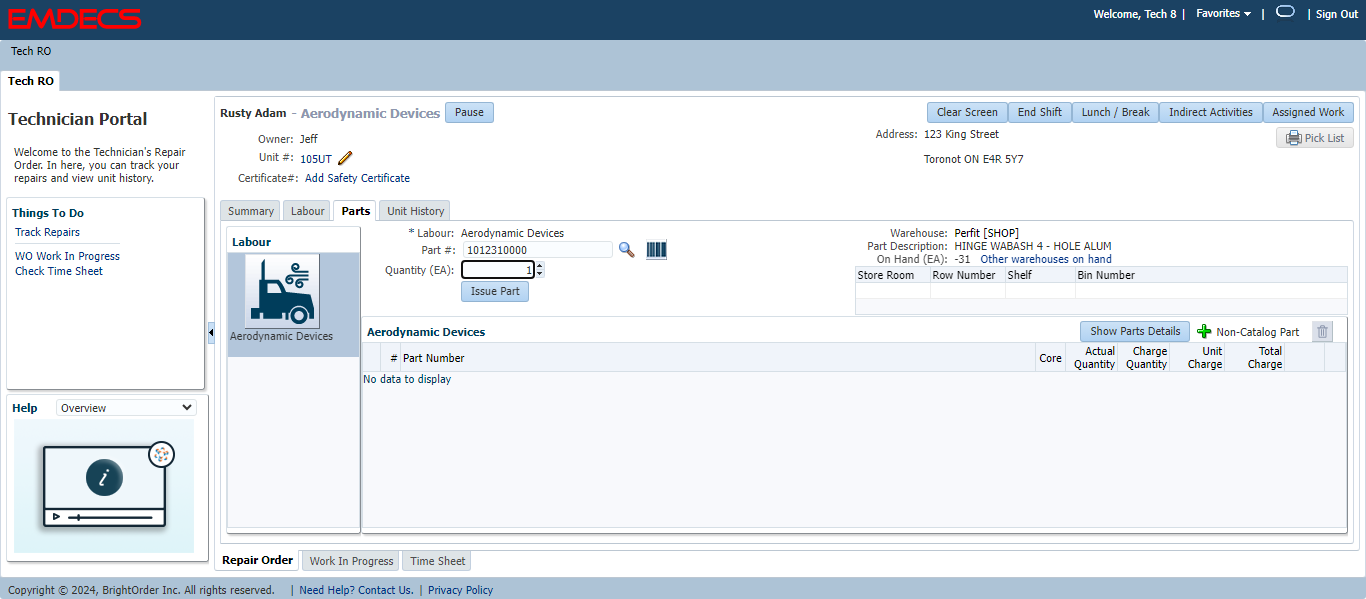 EMDECS
Welcome, Tech 8 | Favorites | | Sign Out
Tech RO
Tech RO
Technician Portal
Welcome to the Technician's Repair
Order. In here, you can track your
repairs and view unit history.
Things To Do
Track Repairs
WO Work In Progress
Check Time Sheet
Help Overview
i
Rusty Adam - Aerodynamic Devices Pause
Clear Screen End Shift Lunch / Break Indirect Activities Assigned Work
Owner: Jeff
Unit #: 105UT
Certificate#: Add Safety Certificate
Address: 123 King Street
Toronot ON E4R 5Y7
Pick List
Summary Labour Parts Unit History
Labour
Aerodynamic Devices
* Labour: Aerodynamic Devices
Part #: 1012310000
Quantity (EA): 1
Issue Part
Warehouse: Perfit [SHOP]
Part Description: HINGE WABASH 4 - HOLE ALUM
On Hand (EA): -31 Other warehouses on hand
Store Room Row Number Shelf Bin Number
Aerodynamic Devices Show Parts Details Non-Catalog Part
# Part Number Core Actual Quantity Charge Quantity Unit Charge Total Charge
No data to display
Repair Order Work In Progress Time Sheet
Copyright © 2024, BrightOrder Inc. All rights reserved. | Need Help? Contact Us. | Privacy Policy